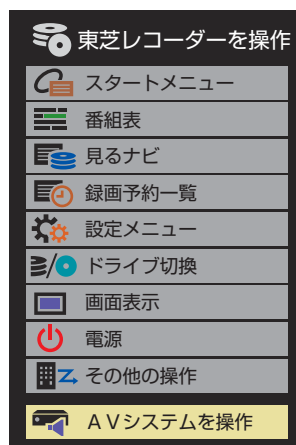 東芝レコーダーを操作
スタートメニュー
番組表
見るナビ
録画予約一覧
設定メニュー
ドライブ切換
画面表示
電源
その他の操作
AVシステムを操作